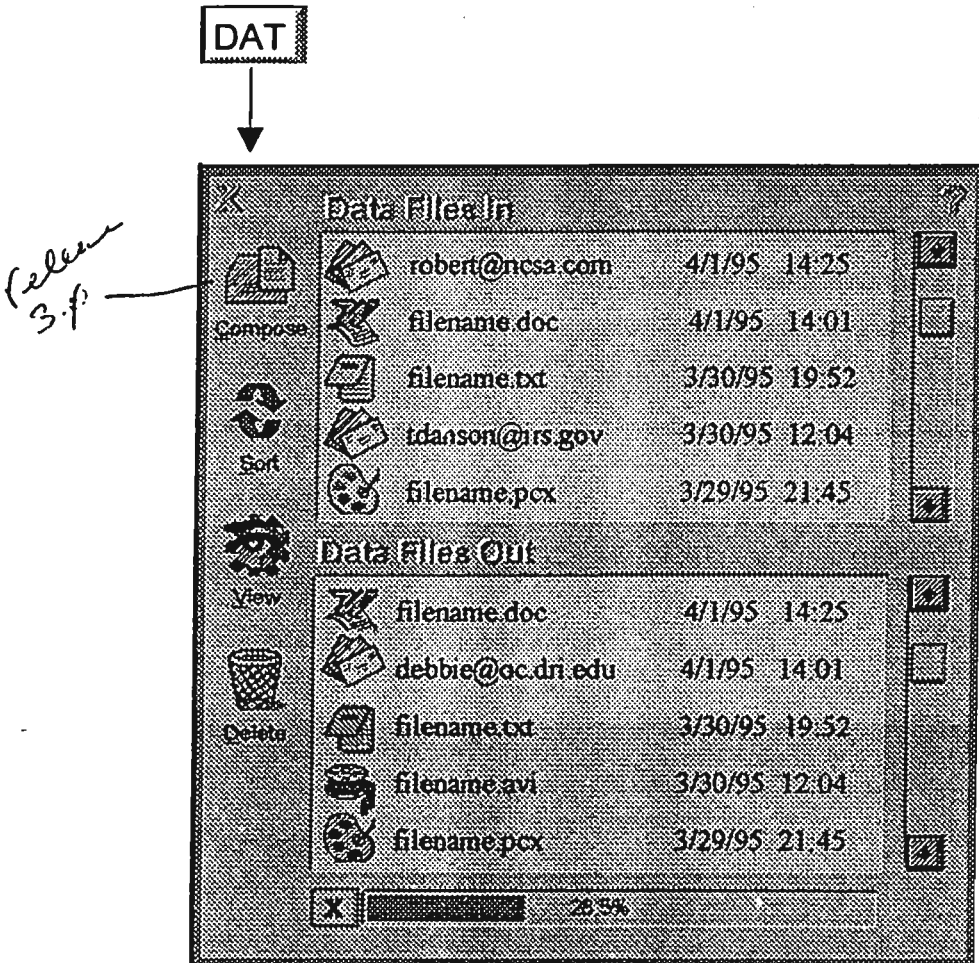 DAT
X
?
Data Files In
robert@ncsa.com 4/1/95 14:25
filename.doc 4/1/95 14:01
filename.txt 3/30/95 19:52
tdanson@irs.gov 3/30/95 12:04
filename.pcx 3/29/95 21:45
Compose
Sort
View
Delete
Data Files Out
filename.doc 4/1/95 14:25
debbie@oc.dri.edu 4/1/95 14:01
filename.txt 3/30/95 19:52
filename.avi 3/30/95 12:04
filename.pcx 3/29/95 21:45
X 26.5%